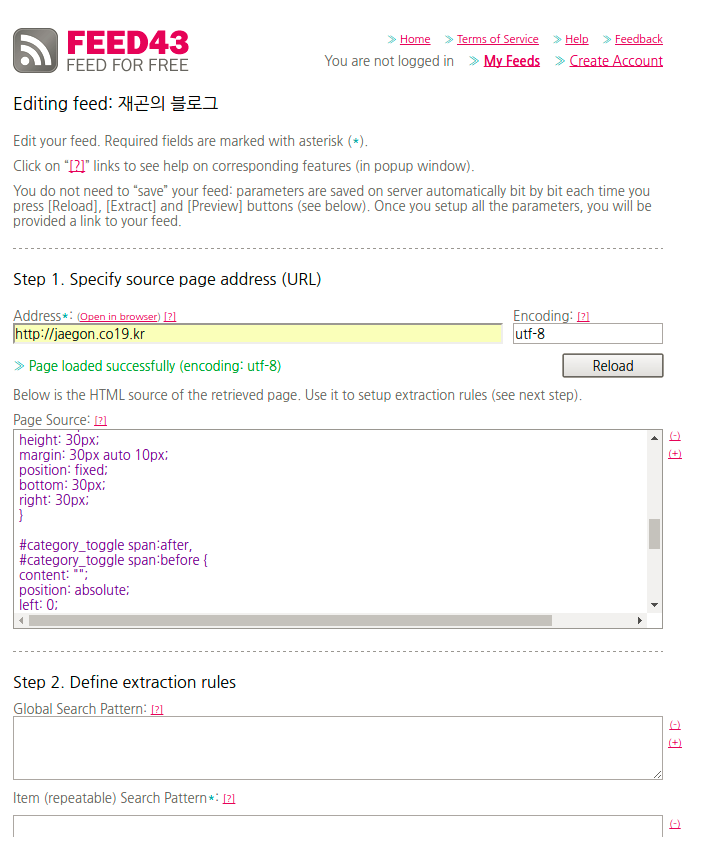 FEED43
FEED FOR FREE
≫ Home ≫ Terms of Service ≫ Help ≫ Feedback
You are not logged in ≫ My Feeds ≫ Create Account
Editing feed: 재곤의 블로그
Edit your feed. Required fields are marked with asterisk (*).
Click on “[?]” links to see help on corresponding features (in popup window).
You do not need to “save” your feed: parameters are saved on server automatically bit by bit each time you
press [Reload], [Extract] and [Preview] buttons (see below). Once you setup all the parameters, you will be
provided a link to your feed.
Step 1. Specify source page address (URL)
Address*: (Open in browser) [?] Encoding: [?]
http://jaegon.co19.kr utf-8
≫ Page loaded successfully (encoding: utf-8) Reload
Below is the HTML source of the retrieved page. Use it to setup extraction rules (see next step).
Page Source: [?]
height: 30px; (-)
margin: 30px auto 10px; (+)
position: fixed;
bottom: 30px;
right: 30px;
}
#category_toggle span:after,
#category_toggle span:before {
content: "";
position: absolute;
left: 0;
Step 2. Define extraction rules
Global Search Pattern: [?]
(-)
(+)
Item (repeatable) Search Pattern*: [?]
(-)